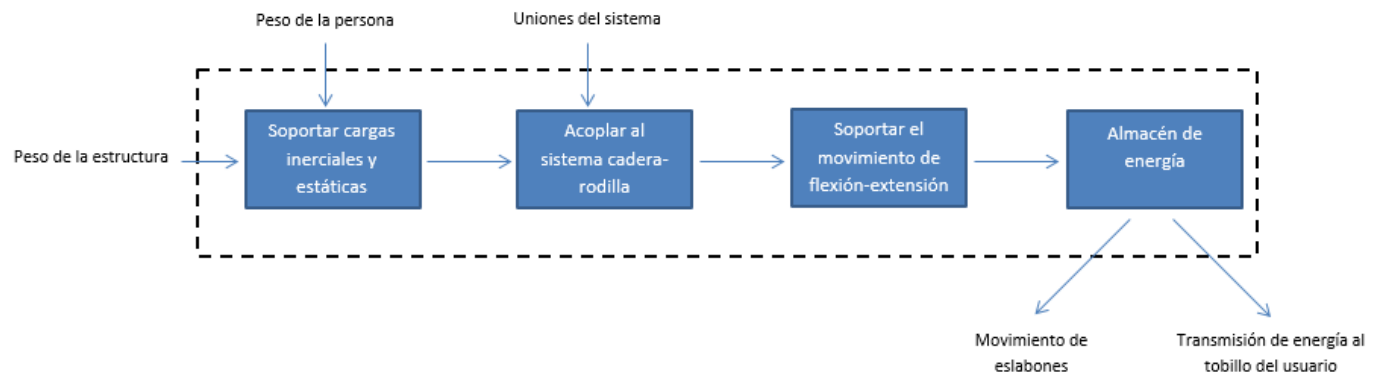 Peso de la persona
Uniones del sistema
Peso de la estructura
Soportar cargas
inerciales y
estáticas
Acoplar al
sistema cadera-
rodilla
Soportar el
movimiento de
flexión-extensión
Almacén de
energía
Movimiento de
eslabones
Transmisión de energía al
tobillo del usuario